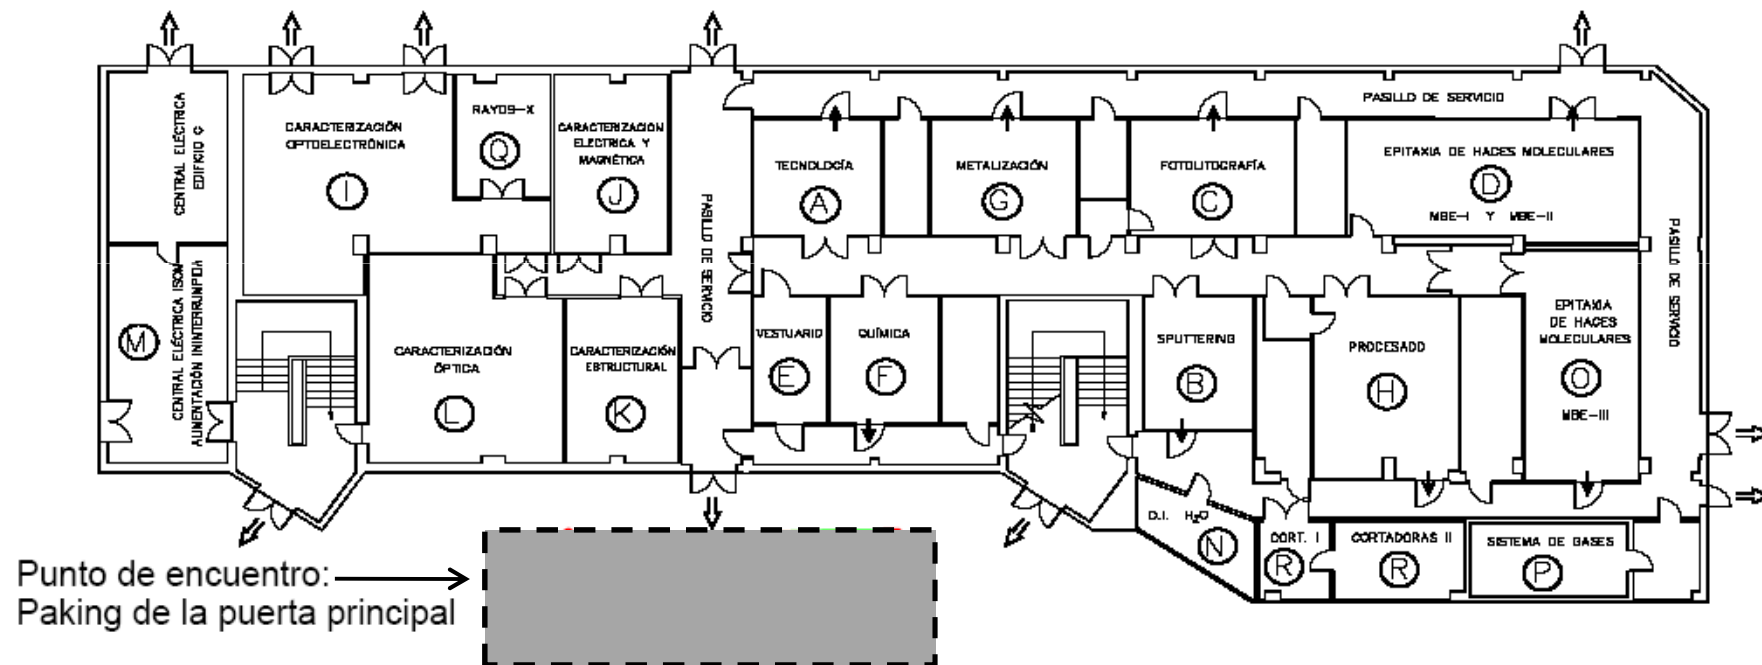 CENTRAL ELÉCTRICA
EDIFICIO C
CARACTERIZACIÓN
OPTOELECTRÓNICA
I
RAYOS-X
Q
CARACTERIZACION
ELECTRICA Y
MAGNÉTICA
J
PASILLO DE SERVICIO
TECNOLOGÍA
A
METALIZACIÓN
G
FOTOLITOGRAFÍA
C
PASILLO DE SERVICIO
EPITAXIA DE HACES MOLECULARES
D
MBE-I Y MBE-II
PASILLO DE SERVICIO
M
CENTRAL ELÉCTRICA ISOM
ALIMENTACIÓN ININTERRUMPIDA
CARACTERIZACIÓN
ÓPTICA
L
CARACTERIZACIÓN
ESTRUCTURAL
K
VESTUARIO
E
QUÍMICA
F
SPUTTERING
B
PROCESADO
H
EPITAXIA
DE HACES
MOLECULARES
O
MBE-III
D.I. H2O
N
CORT. I
R
CORTADORAS II
R
SISTEMA DE GASES
P
Punto de encuentro:
Paking de la puerta principal